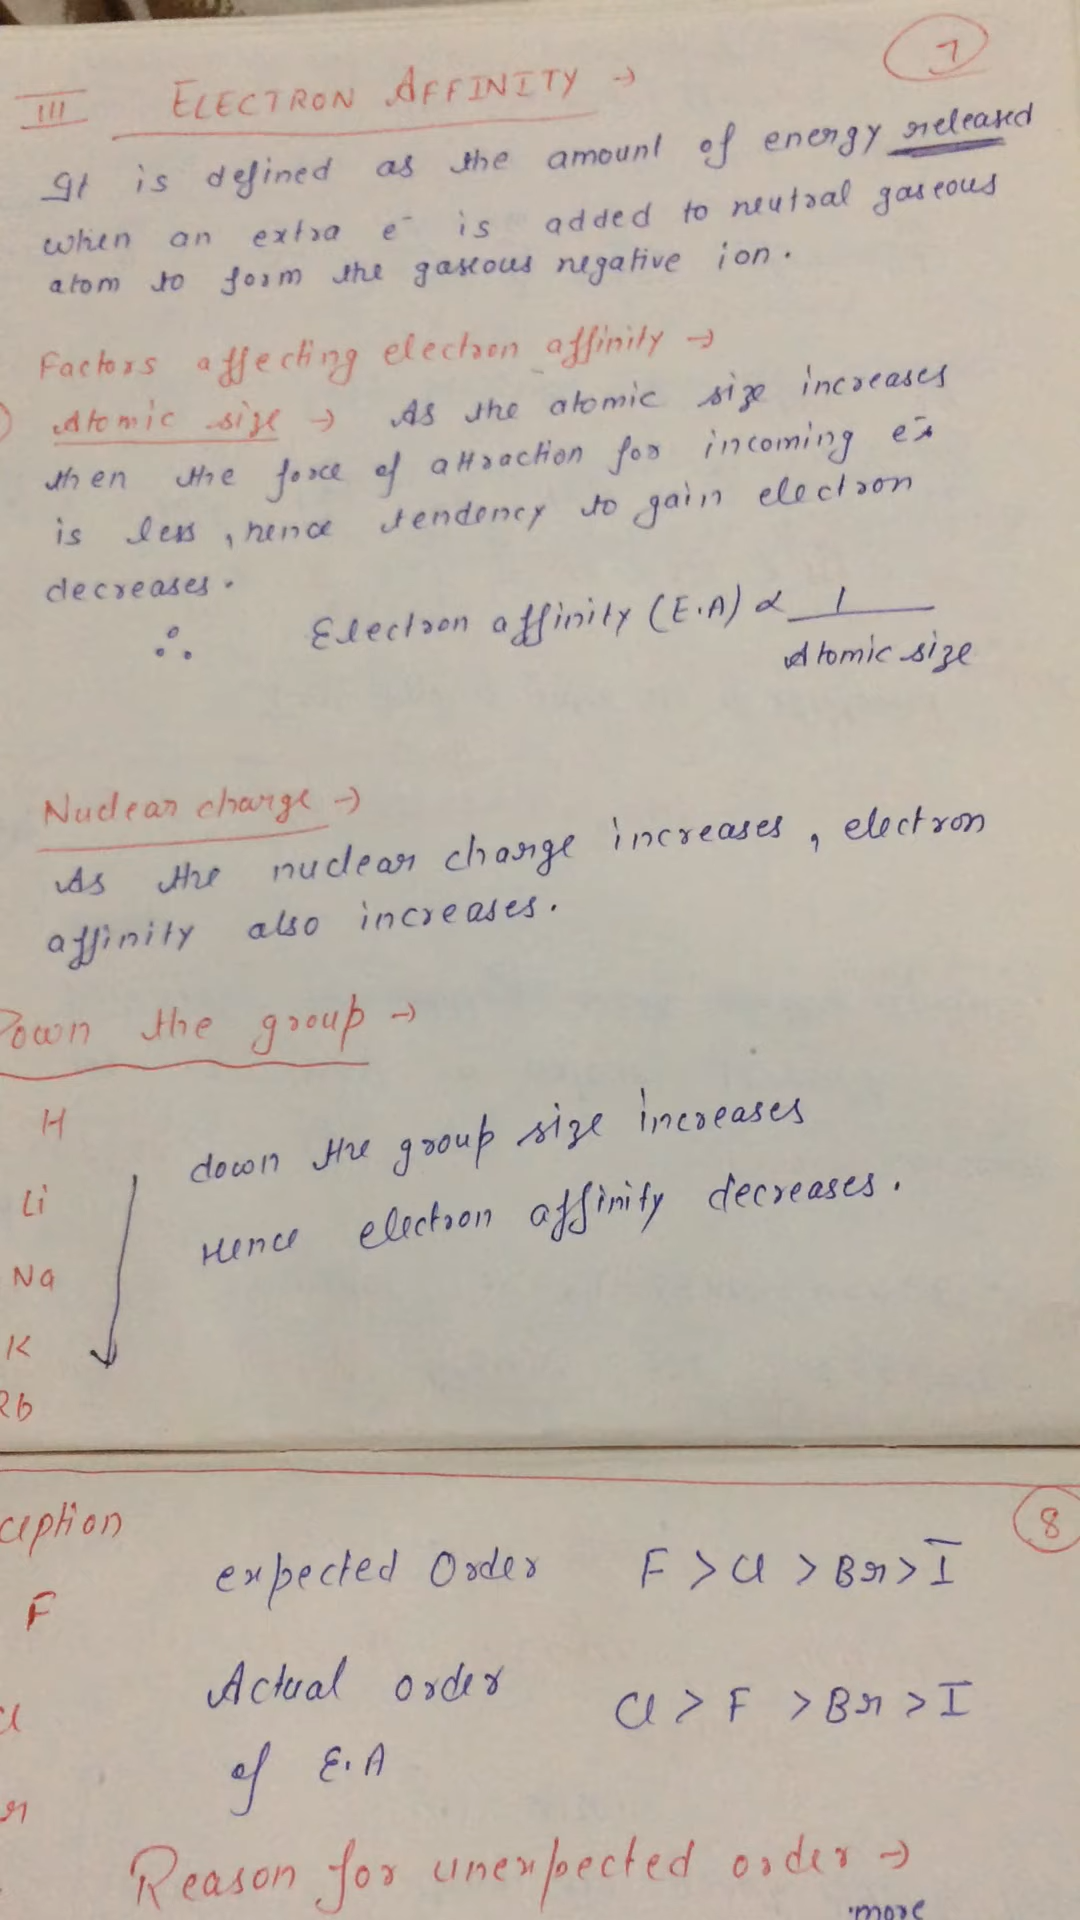 7
III ELECTRON AFFINITY →
It is defined as the amount of energy released
when an extra e⁻ is added to neutral gaseous
atom to form the gaseous negative ion.
Factors affecting electron affinity →
Atomic size → As the atomic size increases
then the force of attraction for incoming e⁻s
is less, hence tendency to gain electron
decreases.
∴ Electron affinity (E.A) ∝ 1
Atomic size
Nuclear charge →
As the nuclear charge increases, electron
affinity also increases.
Down the group →
H
down the group size increases
Li
Hence electron affinity decreases.
Na
K
Rb
ception
8
expected Order F > Cl > Br > I
F
Actual order Cl > F > Br > I
of E.A
Reason for unexpected order →
more